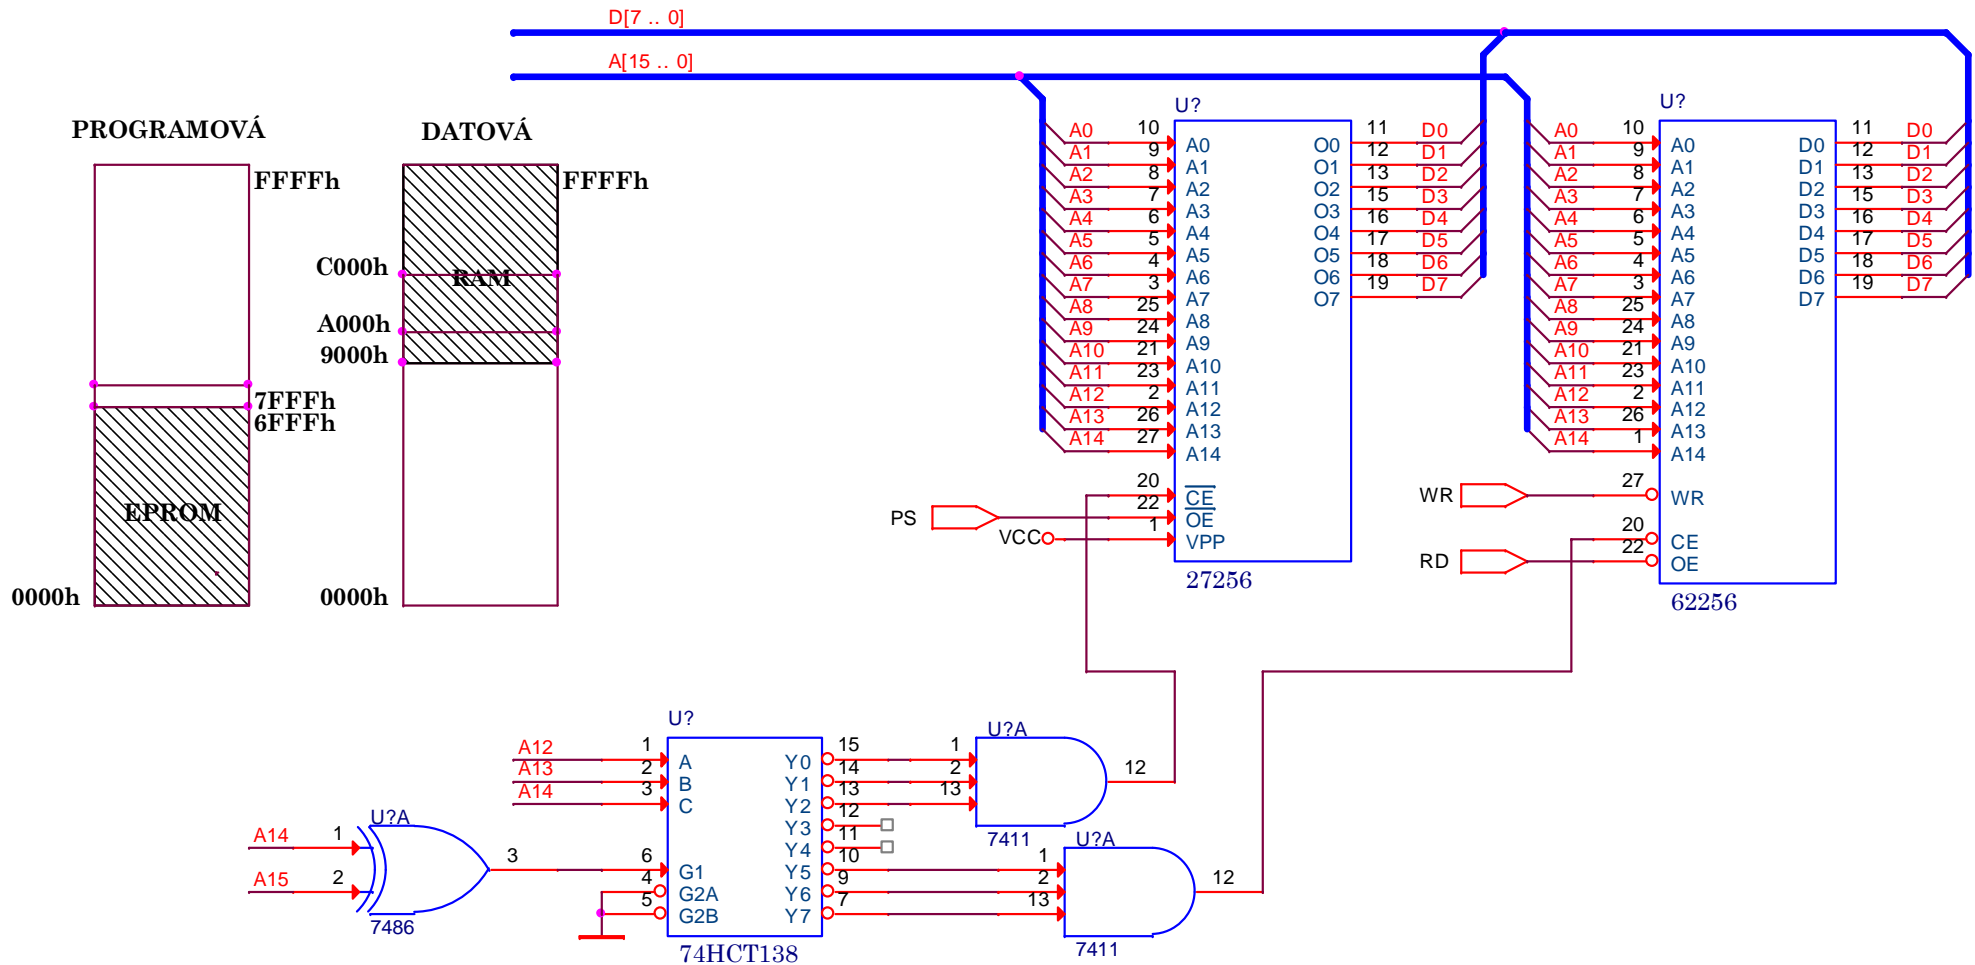 D[7 .. 0]
A[15 .. 0]
PROGRAMOVÁ
DATOVÁ
FFFFh
FFFFh
C000h
RAM
A000h
9000h
7FFFh
6FFFh
EPROM
0000h
0000h
U?
A0 10 A0 O0 11 D0
A1 9 A1 O1 12 D1
A2 8 A2 O2 13 D2
A3 7 A3 O3 15 D3
A4 6 A4 O4 16 D4
A5 5 A5 O5 17 D5
A6 4 A6 O6 18 D6
A7 3 A7 O7 19 D7
A8 25 A8
A9 24 A9
A10 21 A10
A11 23 A11
A12 2 A12
A13 26 A13
A14 27 A14
20 CE
PS 22 OE
VCC 1 VPP
27256
U?
A0 10 A0 D0 11 D0
A1 9 A1 D1 12 D1
A2 8 A2 D2 13 D2
A3 7 A3 D3 15 D3
A4 6 A4 D4 16 D4
A5 5 A5 D5 17 D5
A6 4 A6 D6 18 D6
A7 3 A7 D7 19 D7
A8 25 A8
A9 24 A9
A10 21 A10
A11 23 A11
A12 2 A12
A13 26 A13
A14 1 A14
WR 27 WR
20 CE
RD 22 OE
62256
U?
A12 1 A Y0 15
A13 2 B Y1 14
A14 3 C Y2 13
Y3 12
Y4 11
6 G1 Y5 10
4 G2A Y6 9
5 G2B Y7 7
74HCT138
U?A
A14 1
3
A15 2
7486
U?A
1
2 12
13
7411
U?A
1
2 12
13
7411